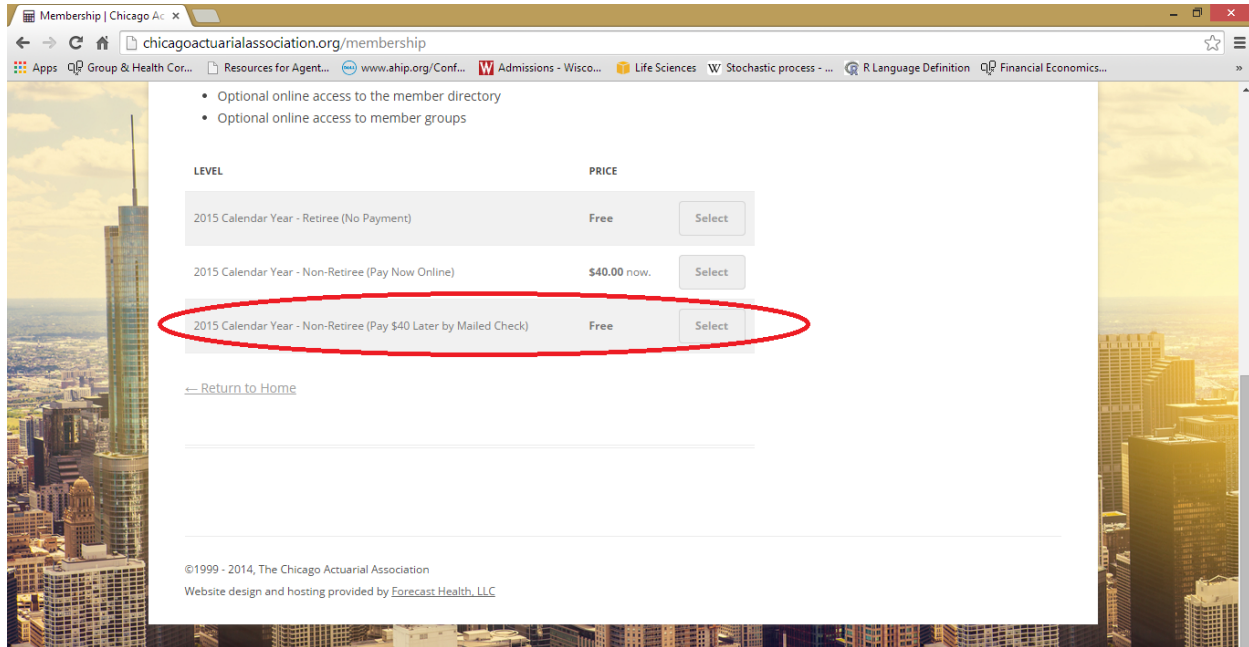 Membership | Chicago Ac
chicagoactuarialassociation.org/membership
Apps Group & Health Cor... Resources for Agent... www.ahip.org/Conf... Admissions - Wisco... Life Sciences W Stochastic process - ... R Language Definition Financial Economics... »
• Optional online access to the member directory
• Optional online access to member groups
LEVEL PRICE
2015 Calendar Year - Retiree (No Payment) Free Select
2015 Calendar Year - Non-Retiree (Pay Now Online) $40.00 now. Select
2015 Calendar Year - Non-Retiree (Pay $40 Later by Mailed Check) Free Select
← Return to Home
©1999 - 2014, The Chicago Actuarial Association
Website design and hosting provided by Forecast Health, LLC